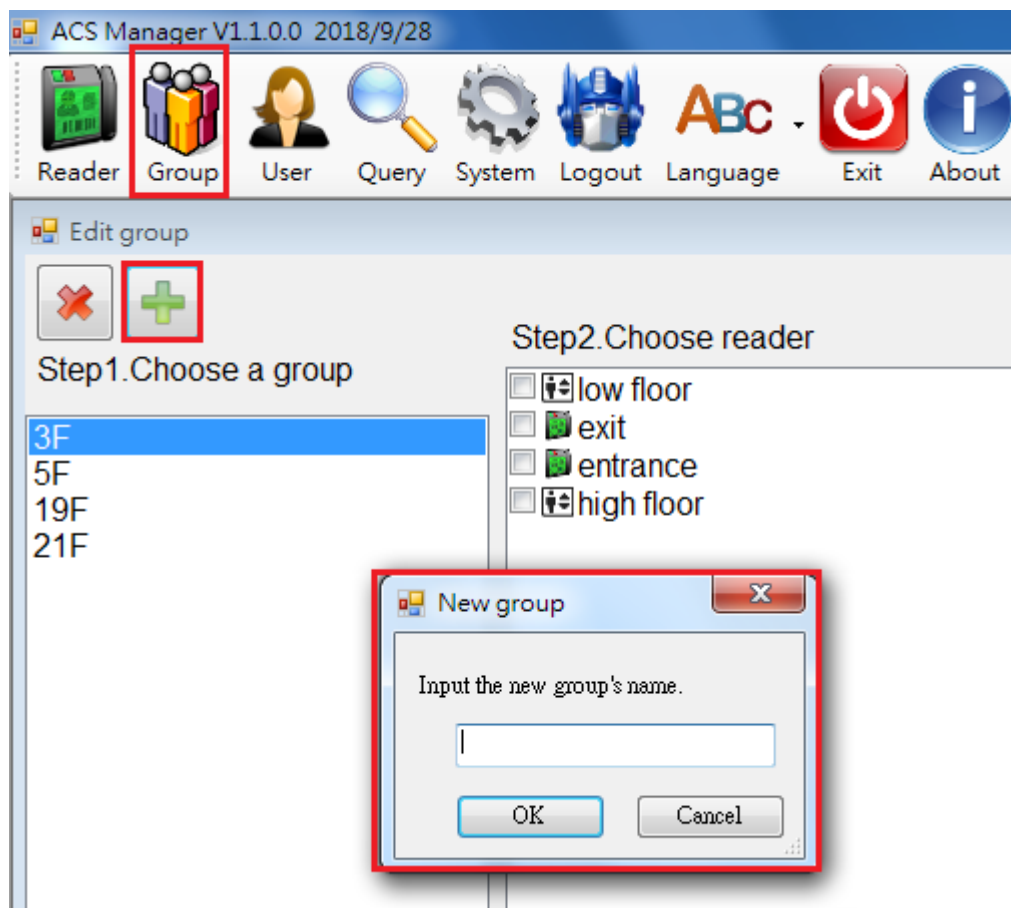 ACS Manager V1.1.0.0 2018/9/28
ABC
Reader Group User Query System Logout Language Exit About
Edit group
Step1.Choose a group
Step2.Choose reader
3F
5F
19F
21F
low floor
exit
entrance
high floor
New group
Input the new group's name.
OK Cancel